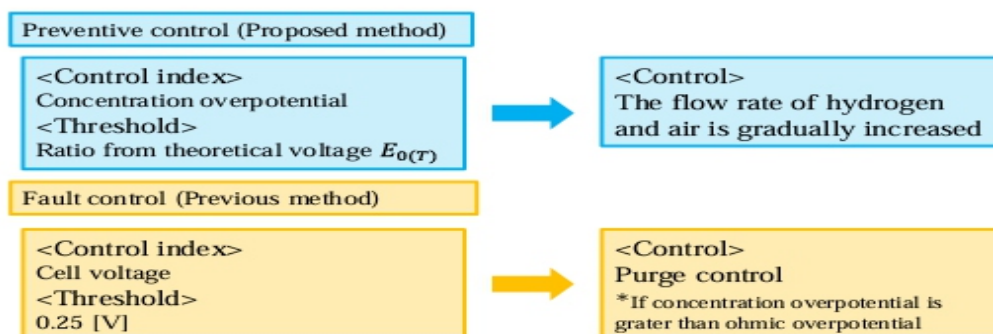 Preventive control (Proposed method)
<Control index>
Concentration overpotential
<Threshold>
Ratio from theoretical voltage E0(T)
<Control>
The flow rate of hydrogen
and air is gradually increased
Fault control (Previous method)
<Control index>
Cell voltage
<Threshold>
0.25 [V]
<Control>
Purge control
*If concentration overpotential is
grater than ohmic overpotential